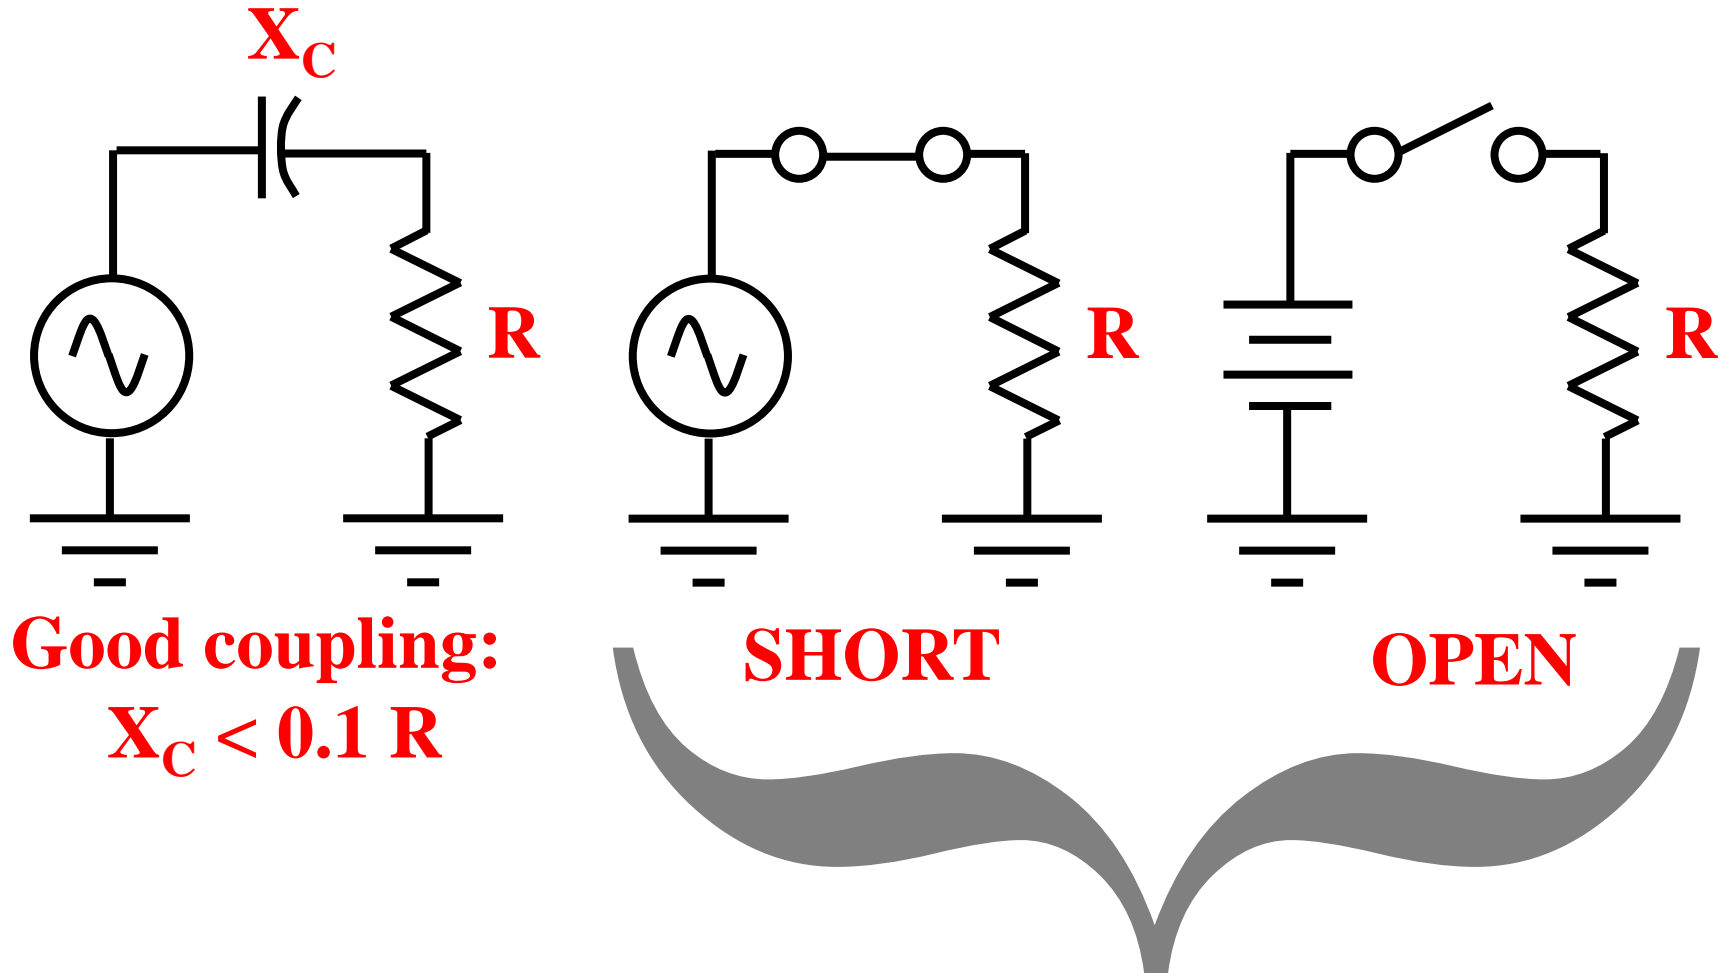 X_C
R
R
R
Good coupling:
X_C < 0.1 R
SHORT
OPEN